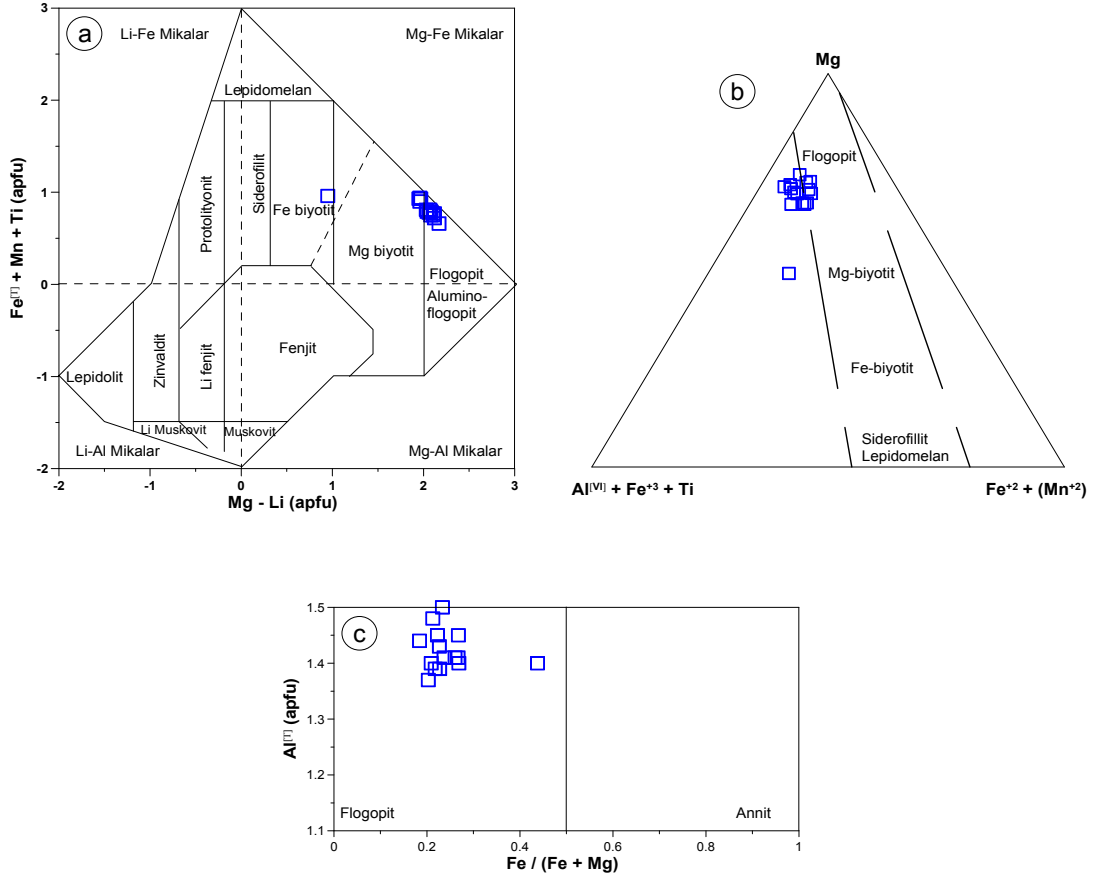 a
Li-Fe Mikalar
Mg-Fe Mikalar
3
2
1
0
-1
-2
Fe[T] + Mn + Ti (apfu)
Lepidomelan
Protolityonit
Siderofilit
Fe biyotit
Mg biyotit
Flogopit
Alumino-
flogopit
Lepidolit
Zinvaldit
Li fenjit
Fenjit
Li Muskovit
Muskovit
Li-Al Mikalar
Mg-Al Mikalar
-2
-1
0
1
2
3
Mg - Li (apfu)
b
Mg
Flogopit
Mg-biyotit
Fe-biyotit
Siderofillit
Lepidomelan
Al[VI] + Fe+3 + Ti
Fe+2 + (Mn+2)
c
1.5
1.4
1.3
1.2
1.1
Al[T] (apfu)
Flogopit
Annit
0
0.2
0.4
0.6
0.8
1
Fe / (Fe + Mg)